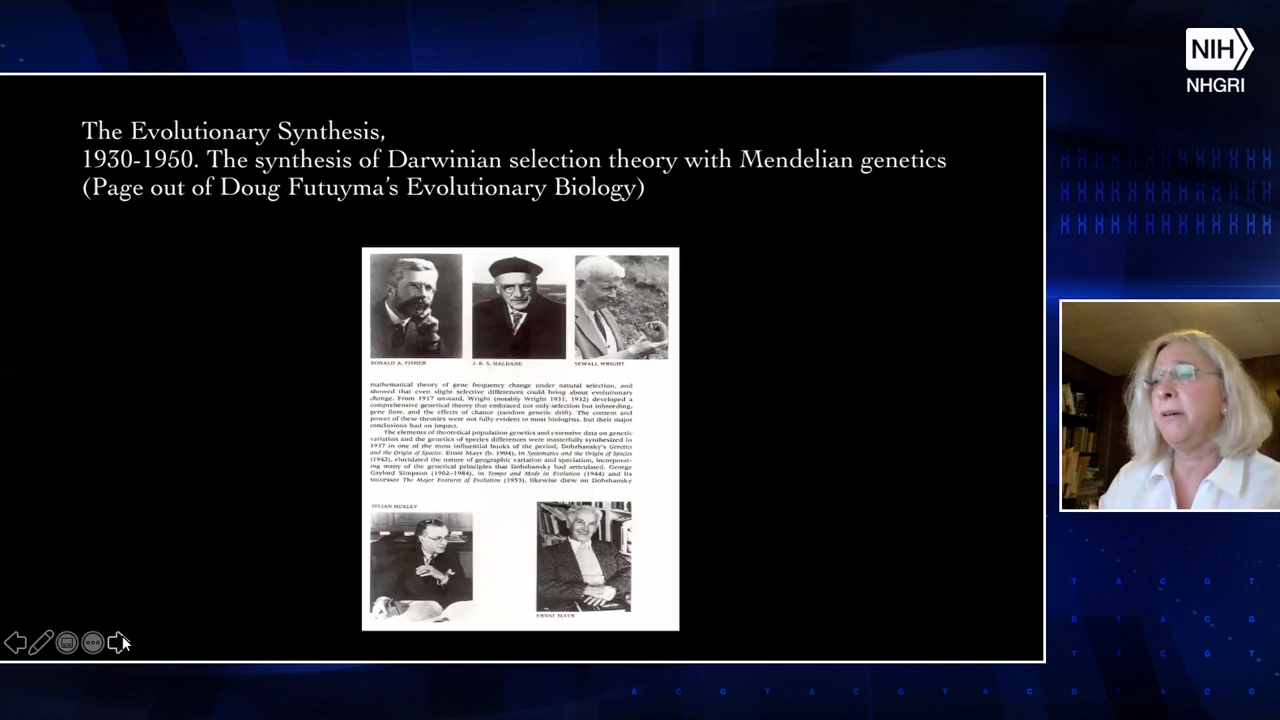 NIH
NHGRI
The Evolutionary Synthesis,
1930-1950. The synthesis of Darwinian selection theory with Mendelian genetics
(Page out of Doug Futuyma's Evolutionary Biology)
RONALD A. FISHER
J. B. S. HALDANE
SEWALL WRIGHT
mathematical theory of gene frequency change under natural selection, and
showed that even slight selective differences could bring about evolutionary
change. From 1917 onward, Wright (notably Wright 1931, 1932) developed a
comprehensive genetical theory that embraced not only selection but inbreeding,
gene flow, and the effects of chance (random genetic drift). The content and
power of these theories were not fully evident to most biologists, but their major
conclusions had an impact.
The elements of theoretical population genetics and extensive data on genetic
variation and the genetics of species differences were masterfully synthesized in
1937 in one of the most influential books of the period, Dobzhansky's Genetics
and the Origin of Species. Ernst Mayr (b. 1904), in Systematics and the Origin of Species
(1942), elucidated the nature of geographic variation and speciation, incorporat-
ing many of the genetical principles that Dobzhansky had articulated. George
Gaylord Simpson (1902–1984), in Tempo and Mode in Evolution (1944) and its
successor The Major Features of Evolution (1953), likewise drew on Dobzhansky
JULIAN HUXLEY
ERNST MAYR
T A C G T
T A C G
T A C G T
T A C G
A C G T A C G T A C G T A C G T